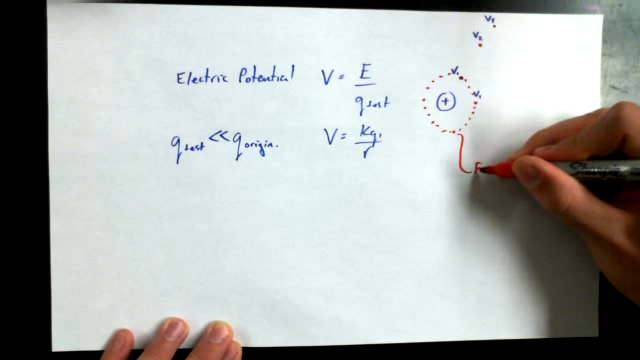 V3
V2
Electric Potential V = E / qtest
V1
+
V1
qtest << qorigin. V = Kq1 / r